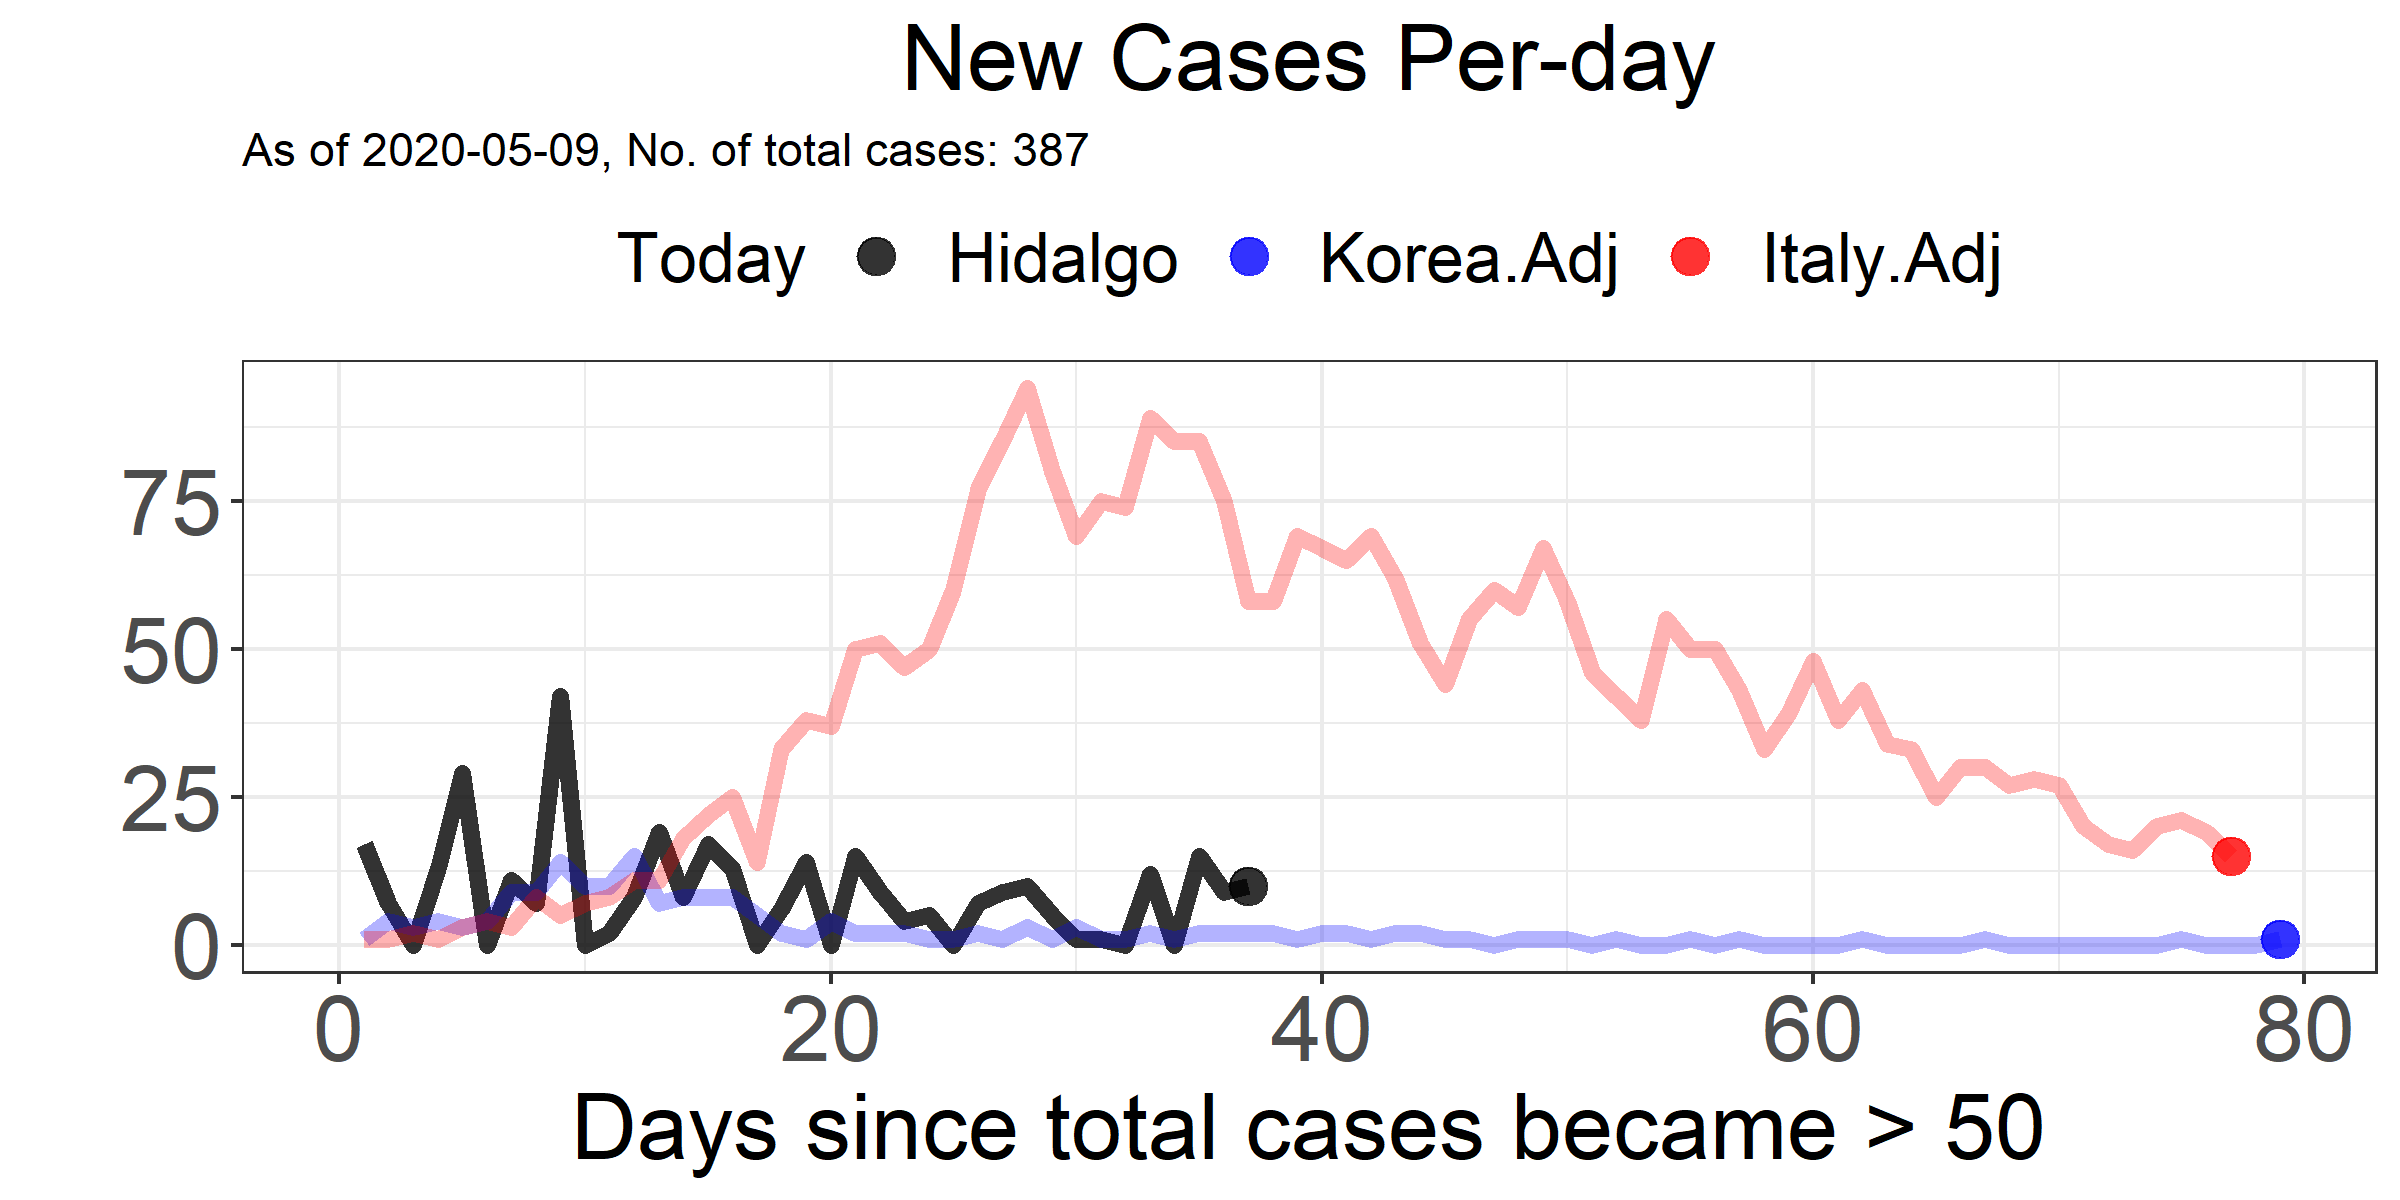 New Cases Per-day
As of 2020-05-09, No. of total cases: 387
Today Hidalgo Korea.Adj Italy.Adj
75
50
25
0
0 20 40 60 80
Days since total cases became > 50